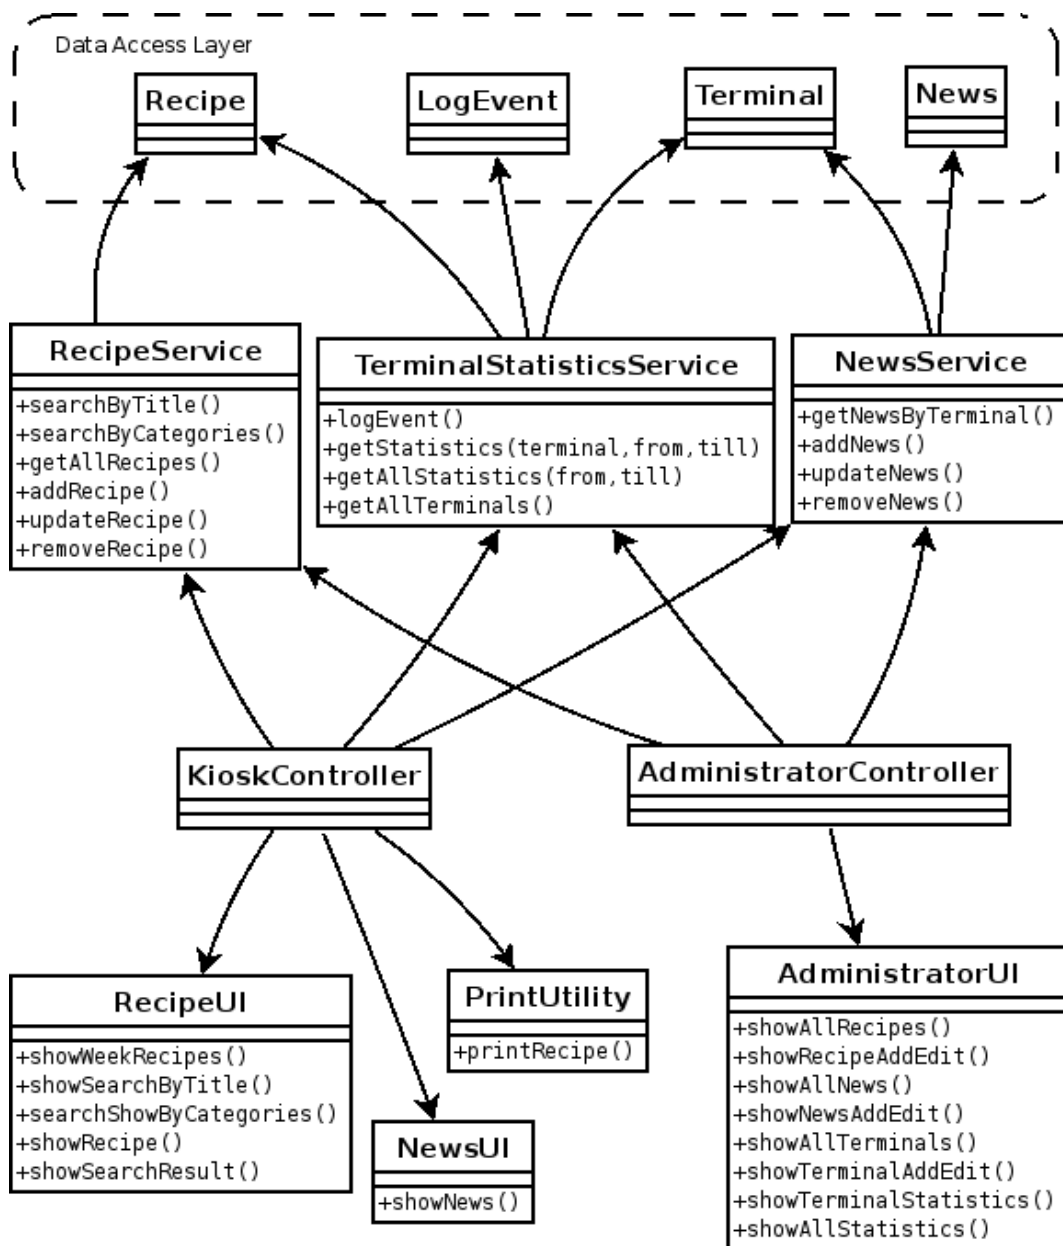 Data Access Layer
Recipe
LogEvent
Terminal
News
RecipeService
+searchByTitle()
+searchByCategories()
+getAllRecipes()
+addRecipe()
+updateRecipe()
+removeRecipe()
TerminalStatisticsService
+logEvent()
+getStatistics(terminal,from,till)
+getAllStatistics(from,till)
+getAllTerminals()
NewsService
+getNewsByTerminal()
+addNews()
+updateNews()
+removeNews()
KioskController
AdministratorController
RecipeUI
+showWeekRecipes()
+showSearchByTitle()
+searchShowByCategories()
+showRecipe()
+showSearchResult()
NewsUI
+showNews()
PrintUtility
+printRecipe()
AdministratorUI
+showAllRecipes()
+showRecipeAddEdit()
+showAllNews()
+showNewsAddEdit()
+showAllTerminals()
+showTerminalAddEdit()
+showTerminalStatistics()
+showAllStatistics()